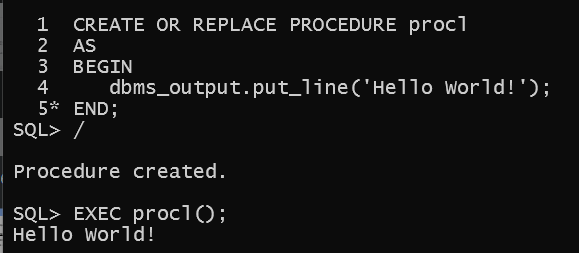 1 CREATE OR REPLACE PROCEDURE procl
2 AS
3 BEGIN
4 dbms_output.put_line('Hello World!');
5* END;
SQL> /
Procedure created.
SQL> EXEC procl();
Hello World!